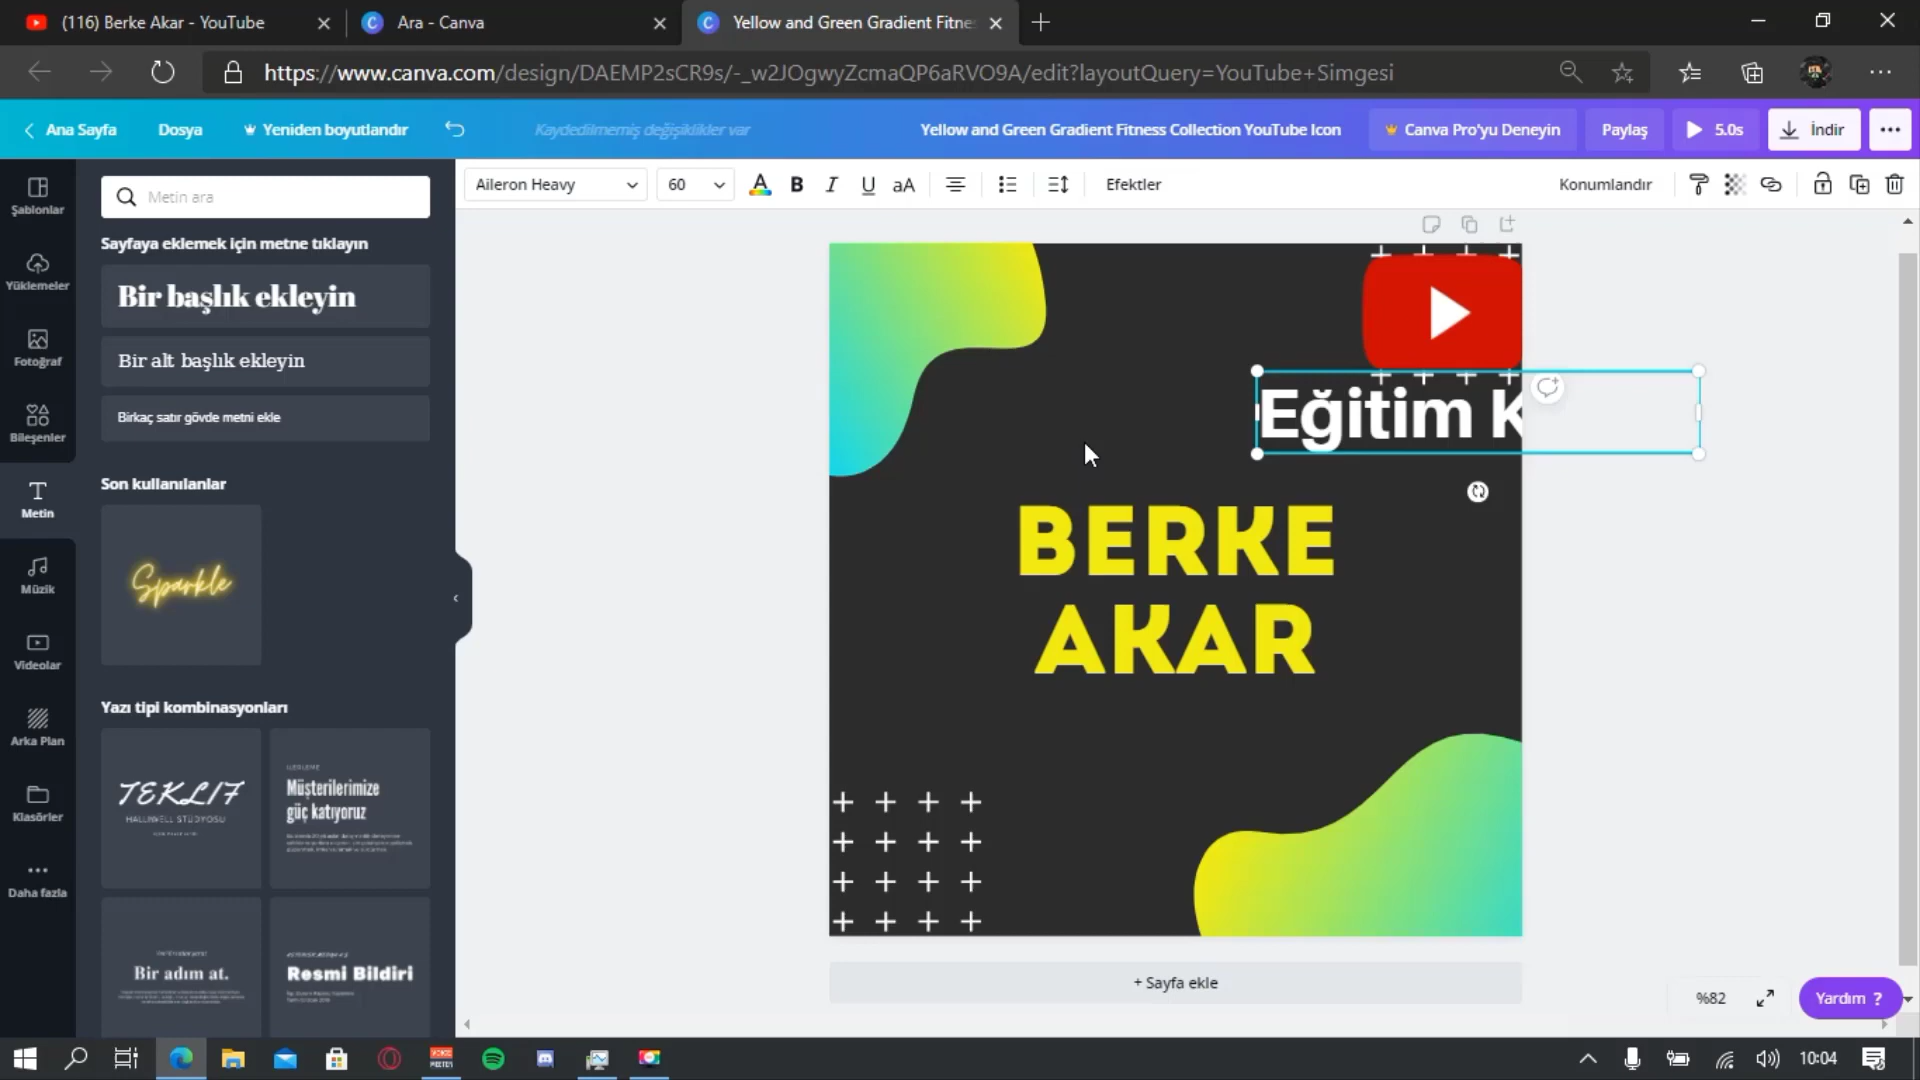 (116) Berke Akar - YouTube
Ara - Canva
Yellow and Green Gradient Fitne
https://www.canva.com/design/DAEMP2sCR9s/-_w2JOgwyZcmaQP6aRVO9A/edit?layoutQuery=YouTube+Simgesi
Ana Sayfa
Dosya
Yeniden boyutlandır
Kaydedilmemiş değişiklikler var
Yellow and Green Gradient Fitness Collection YouTube Icon
Canva Pro'yu Deneyin
Paylaş
5.0s
İndir
Aileron Heavy
60
A
B
I
U
aA
Efektler
Konumlandır
Şablonlar
Yüklemeler
Fotoğraf
Bileşenler
Metin
Müzik
Videolar
Arka Plan
Klasörler
Daha fazla
Metin ara
Sayfaya eklemek için metne tıklayın
Bir başlık ekleyin
Bir alt başlık ekleyin
Birkaç satır gövde metni ekle
Son kullanılanlar
Sparkle
Yazı tipi kombinasyonları
TEKLIF
HALLIWELL STÜDYOSU
Müşterilerimize
güç katıyoruz
Bir adım at.
Resmi Bildiri
Eğitim K
BERKE
AKAR
+ Sayfa ekle
%82
Yardım ?
10:04